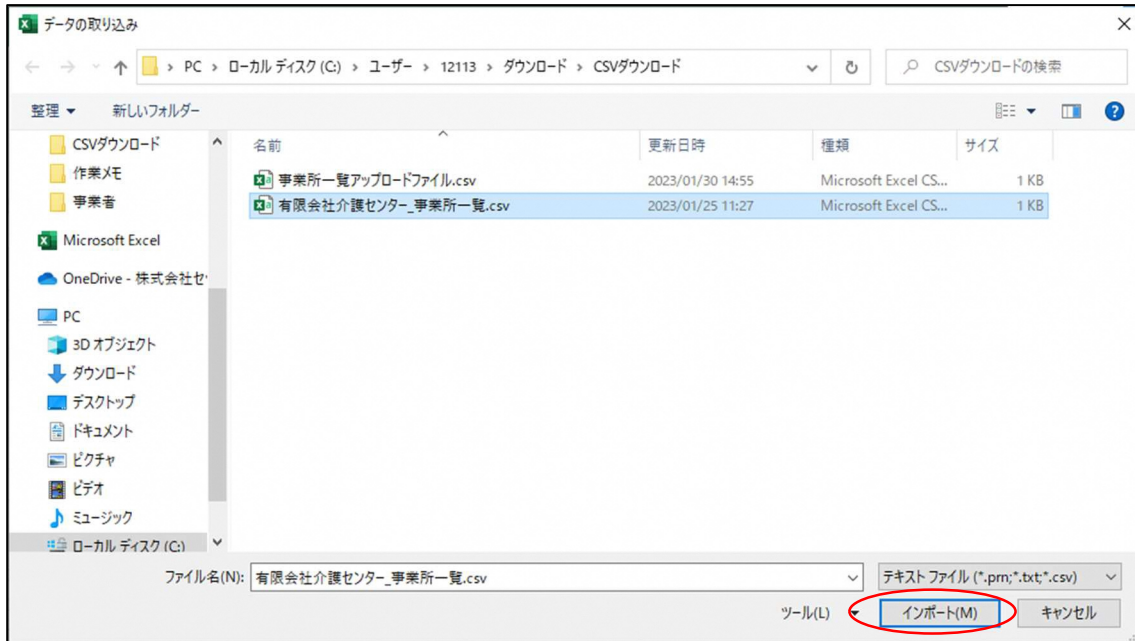 データの取り込み
PC › ローカル ディスク (C:) › ユーザー › 12113 › ダウンロード › CSVダウンロード
CSVダウンロードの検索
整理 新しいフォルダー
CSVダウンロード
作業メモ
事業者
Microsoft Excel
OneDrive - 株式会社セ
PC
3D オブジェクト
ダウンロード
デスクトップ
ドキュメント
ピクチャ
ビデオ
ミュージック
ローカル ディスク (C:)
名前 更新日時 種類 サイズ
事業所一覧アップロードファイル.csv 2023/01/30 14:55 Microsoft Excel CS... 1 KB
有限会社介護センター_事業所一覧.csv 2023/01/25 11:27 Microsoft Excel CS... 1 KB
ファイル名(N): 有限会社介護センター_事業所一覧.csv テキスト ファイル (*.prn;*.txt;*.csv)
ツール(L) インポート(M) キャンセル